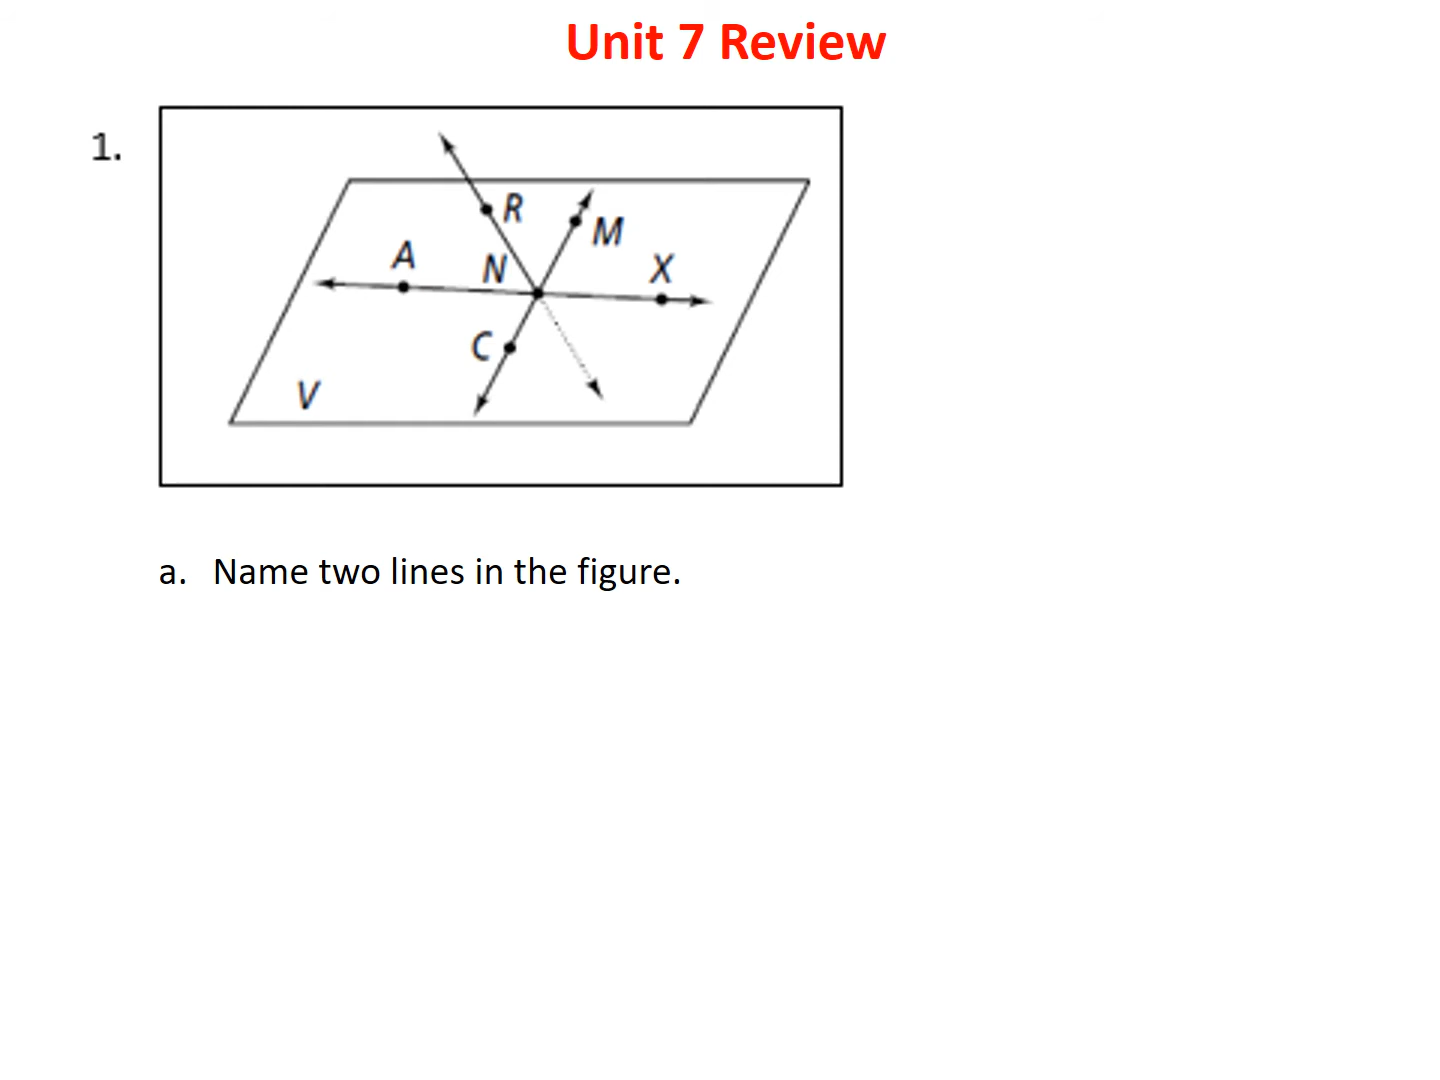 Unit 7 Review
1.
R
M
A
N
X
C
V
a. Name two lines in the figure.